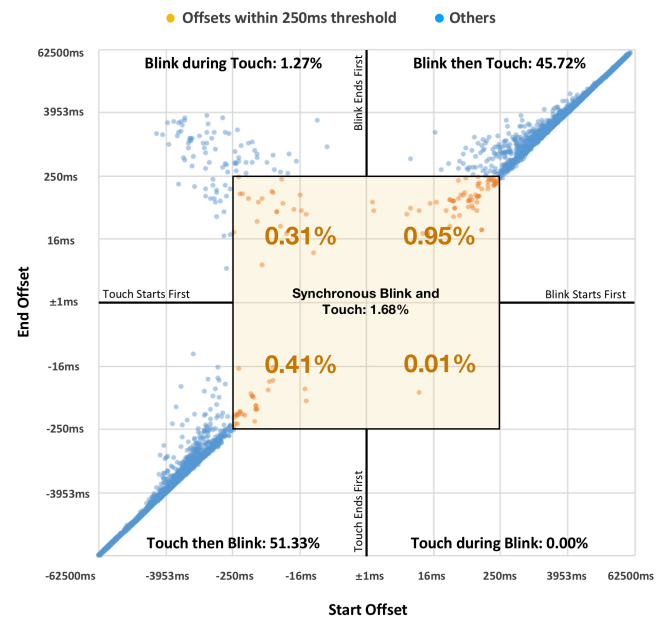 Offsets within 250ms threshold
Others
62500ms
3953ms
250ms
16ms
±1ms
-16ms
-250ms
-3953ms
-62500ms
End Offset
Blink during Touch: 1.27%
Blink then Touch: 45.72%
Blink Ends First
0.31%
0.95%
Touch Starts First
Synchronous Blink and
Touch: 1.68%
Blink Starts First
0.41%
0.01%
Touch Ends First
Touch then Blink: 51.33%
Touch during Blink: 0.00%
-3953ms
-250ms
-16ms
±1ms
16ms
250ms
3953ms
62500ms
Start Offset